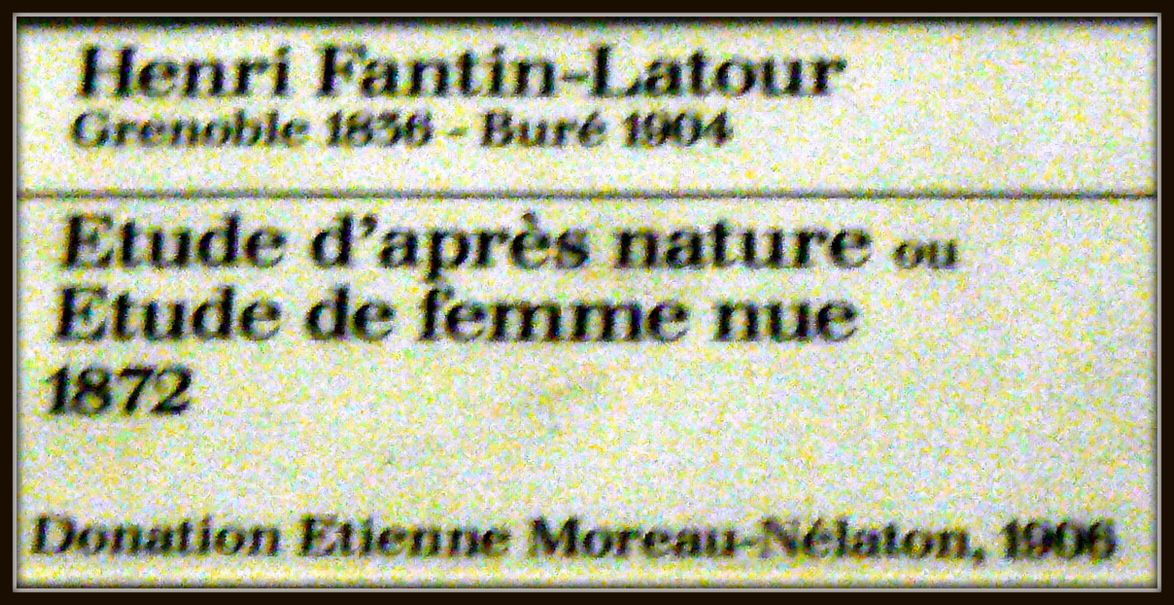 Henri Fantin-Latour
Grenoble 1836 - Buré 1904
Etude d'après nature ou
Etude de femme nue
1872
Donation Etienne Moreau-Nélaton, 1906